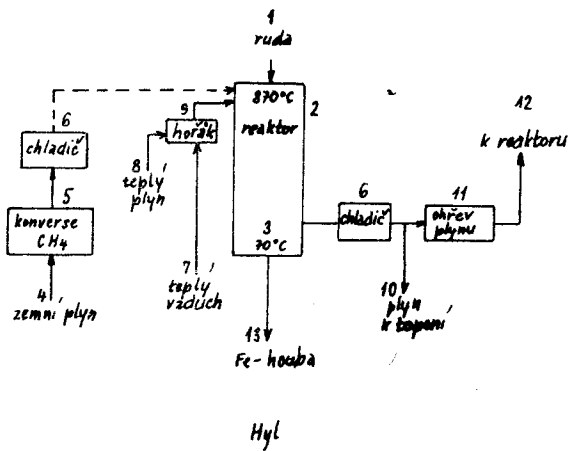 1
ruda
870°C
reaktor
2
3
70°C
6
chladič
5
konverse
CH4
4
zemní plyn
9
hořák
8
teplý
plyn
7
teplý
vzduch
6
chladič
11
ohřev
plynu
12
k reaktoru
10
plyn
k topení
13
Fe-houba
Hyl